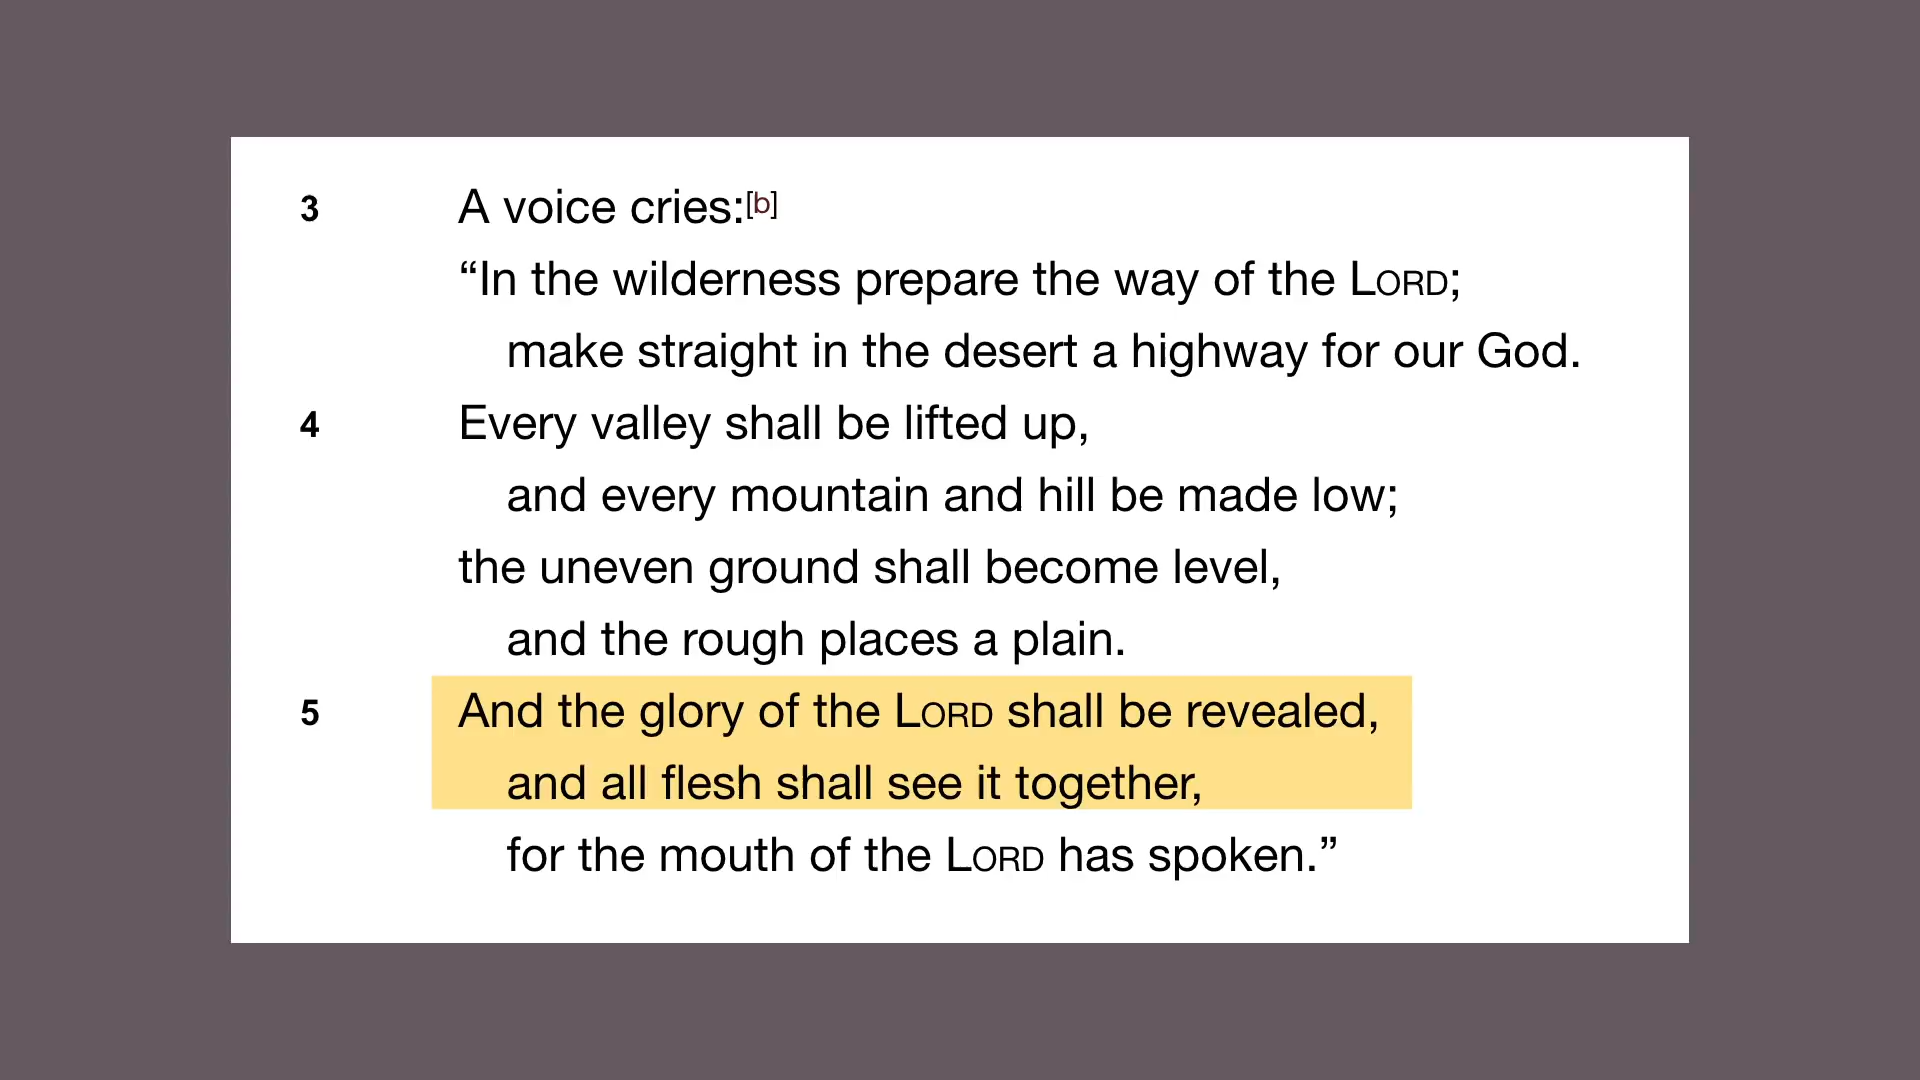 3 A voice cries:[b]
“In the wilderness prepare the way of the LORD;
make straight in the desert a highway for our God.
4 Every valley shall be lifted up,
and every mountain and hill be made low;
the uneven ground shall become level,
and the rough places a plain.
5 And the glory of the LORD shall be revealed,
and all flesh shall see it together,
for the mouth of the LORD has spoken.”